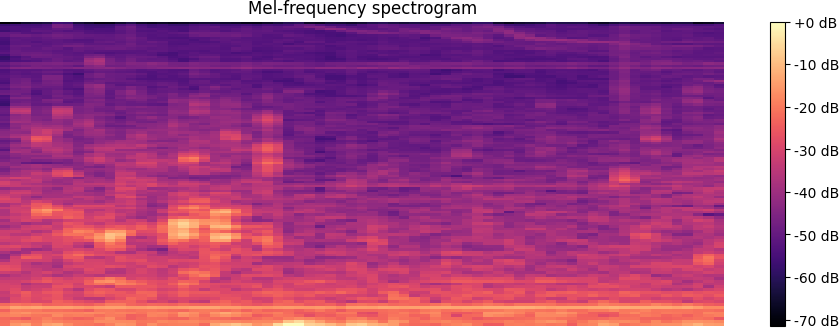 Mel-frequency spectrogram
+0 dB
-10 dB
-20 dB
-30 dB
-40 dB
-50 dB
-60 dB
-70 dB